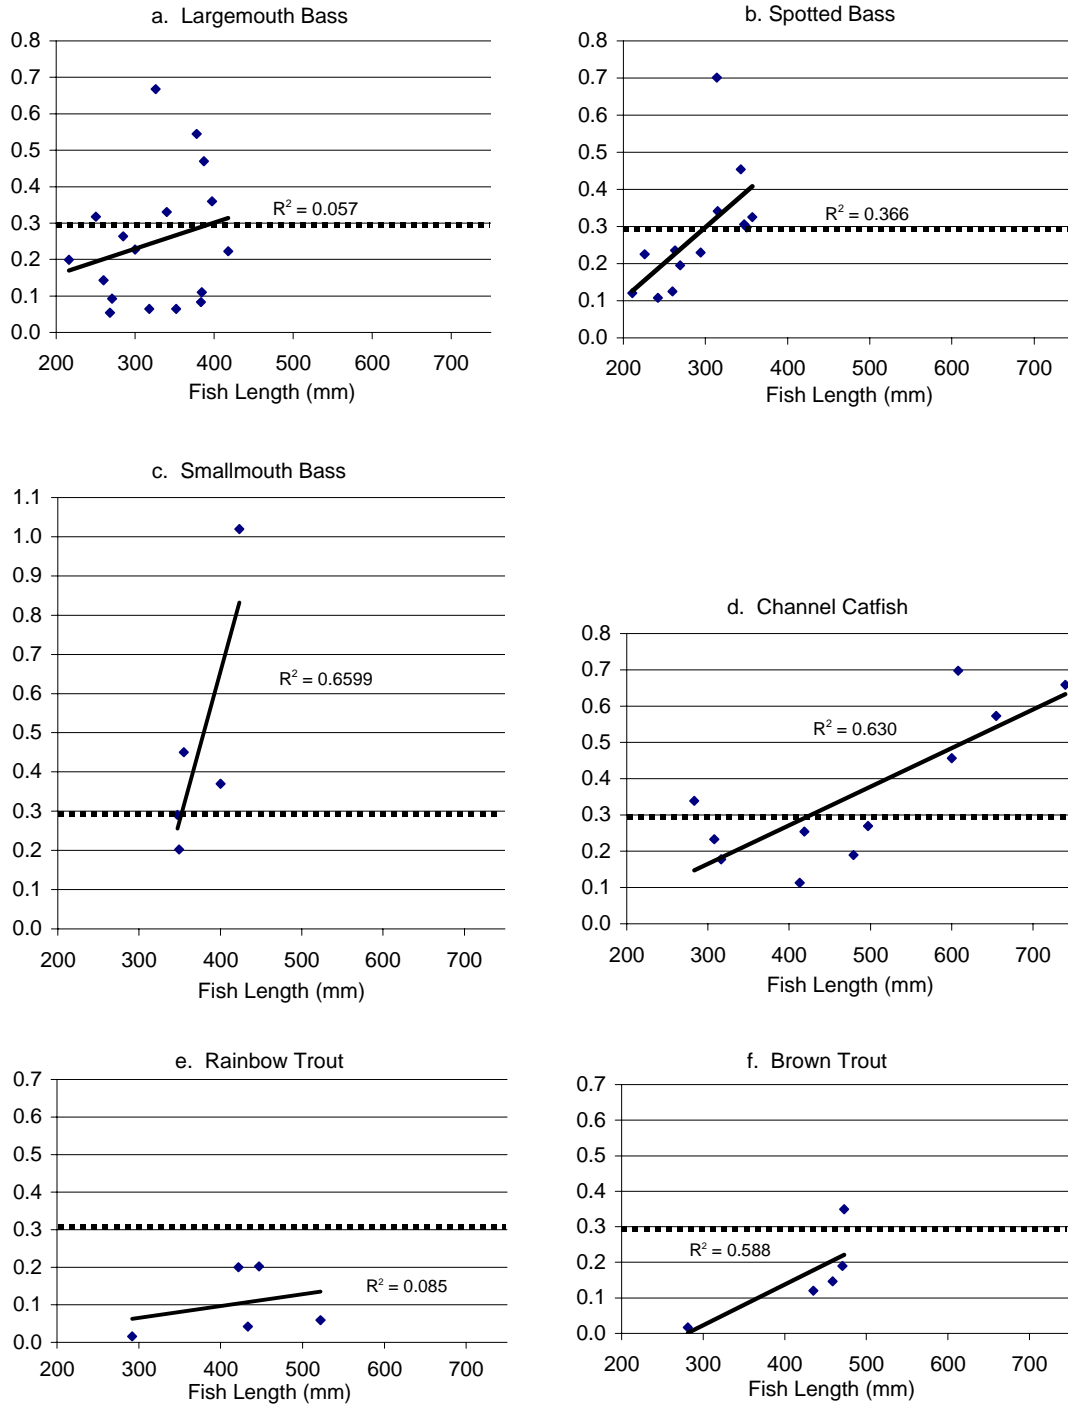 a. Largemouth Bass
0.8
0.7
0.6
0.5
0.4
0.3
0.2
0.1
0.0
R² = 0.057
200 300 400 500 600 700
Fish Length (mm)
b. Spotted Bass
0.8
0.7
0.6
0.5
0.4
0.3
0.2
0.1
0.0
R² = 0.366
200 300 400 500 600 700
Fish Length (mm)
c. Smallmouth Bass
1.1
1.0
0.9
0.8
0.7
0.6
0.5
0.4
0.3
0.2
0.1
0.0
R² = 0.6599
200 300 400 500 600 700
Fish Length (mm)
d. Channel Catfish
0.8
0.7
0.6
0.5
0.4
0.3
0.2
0.1
0.0
R² = 0.630
200 300 400 500 600 700
Fish Length (mm)
e. Rainbow Trout
0.7
0.6
0.5
0.4
0.3
0.2
0.1
0.0
R² = 0.085
200 300 400 500 600 700
Fish Length (mm)
f. Brown Trout
0.7
0.6
0.5
0.4
0.3
0.2
0.1
0.0
R² = 0.588
200 300 400 500 600 700
Fish Length (mm)